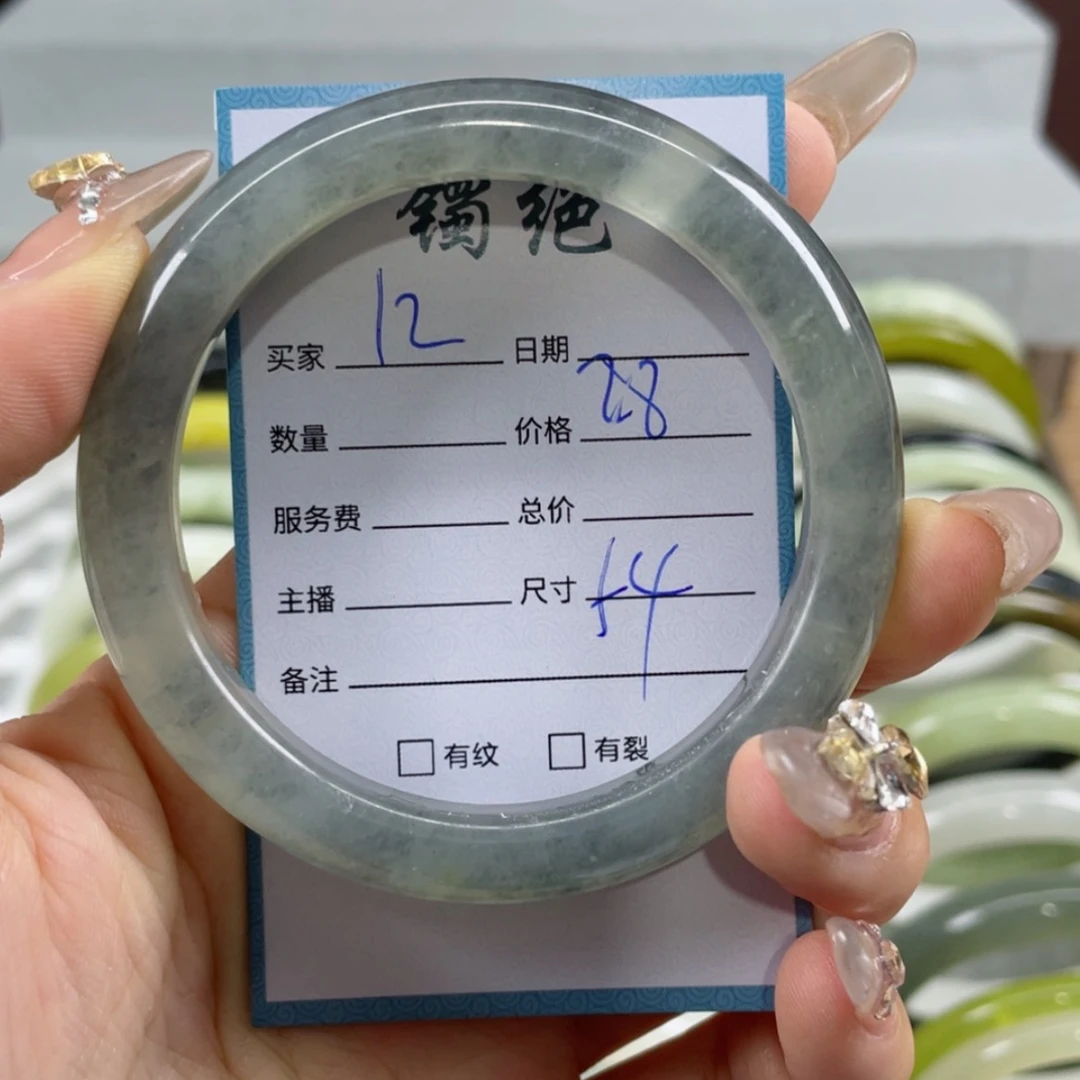 镯绝
买家 12 日期
数量 价格 28
服务费 总价
主播 尺寸 54
备注
有纹 有裂